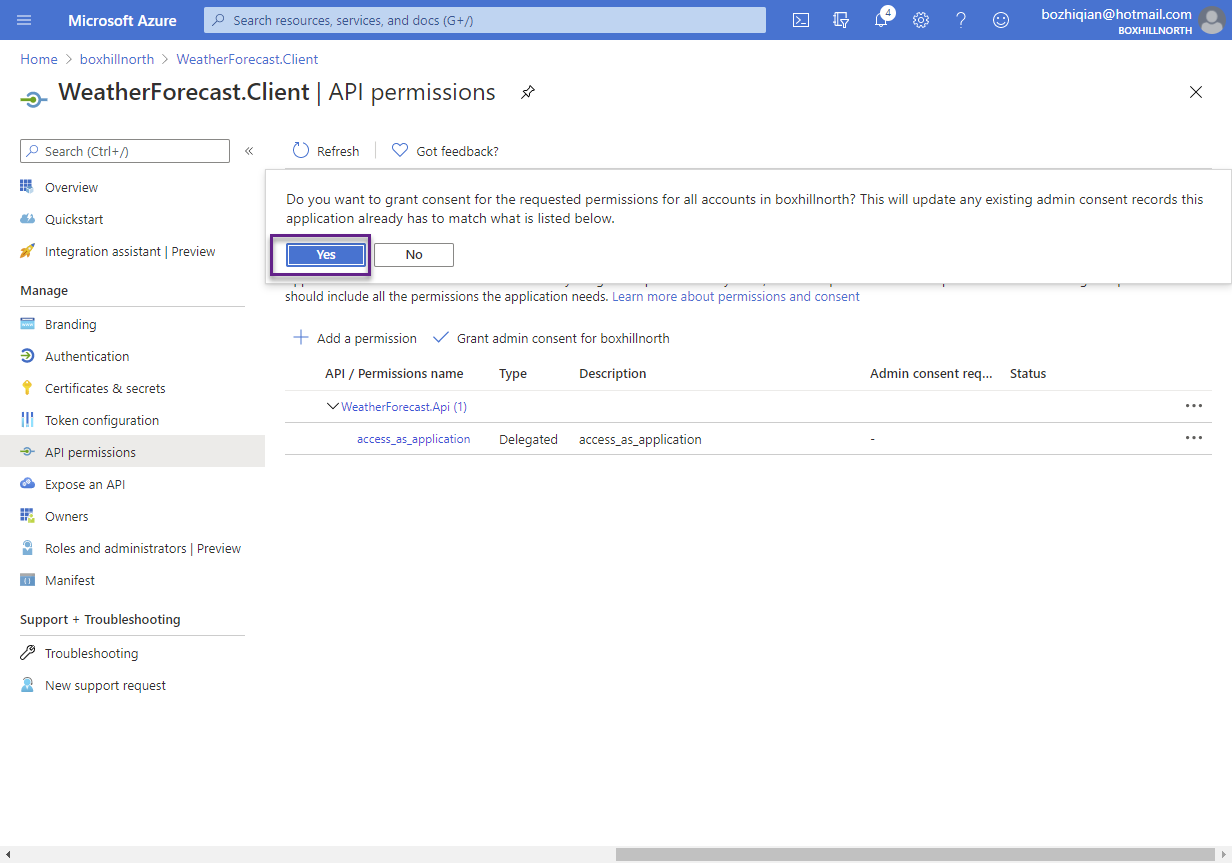 Microsoft Azure
Search resources, services, and docs (G+/)
4
bozhiqian@hotmail.com
BOXHILLNORTH
Home > boxhillnorth > WeatherForecast.Client
WeatherForecast.Client | API permissions
Search (Ctrl+/)
«
Refresh
Got feedback?
Overview
Quickstart
Integration assistant | Preview
Manage
Branding
Authentication
Certificates & secrets
Token configuration
API permissions
Expose an API
Owners
Roles and administrators | Preview
Manifest
Support + Troubleshooting
Troubleshooting
New support request
Do you want to grant consent for the requested permissions for all accounts in boxhillnorth? This will update any existing admin consent records this
application already has to match what is listed below.
Yes
No
should include all the permissions the application needs. Learn more about permissions and consent
Add a permission
Grant admin consent for boxhillnorth
API / Permissions name Type Description Admin consent req... Status
WeatherForecast.Api (1)
access_as_application Delegated access_as_application -